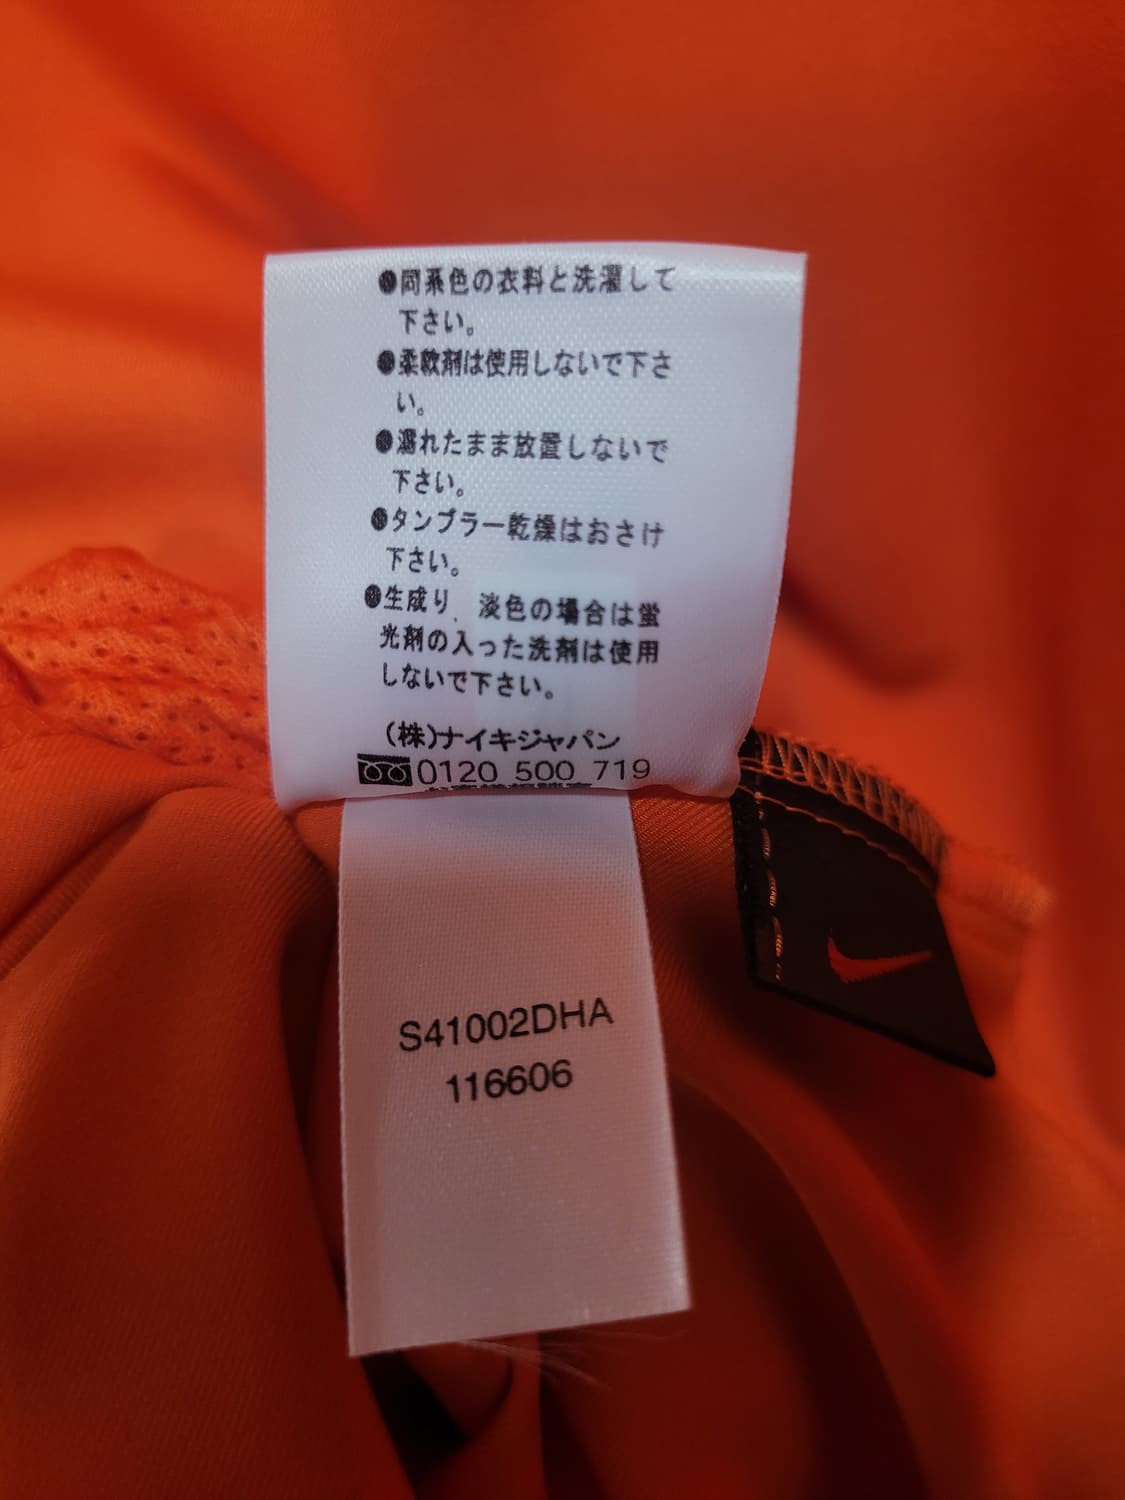 ●同系色の衣料と洗濯して
下さい。
●柔軟剤は使用しないで下さ
い。
●濡れたまま放置しないで
下さい。
●タンブラー乾燥はおさけ
下さい。
●生成り、淡色の場合は蛍
光剤の入った洗剤は使用
しないで下さい。
(株)ナイキジャパン
0120 500 719
S41002DHA
116606